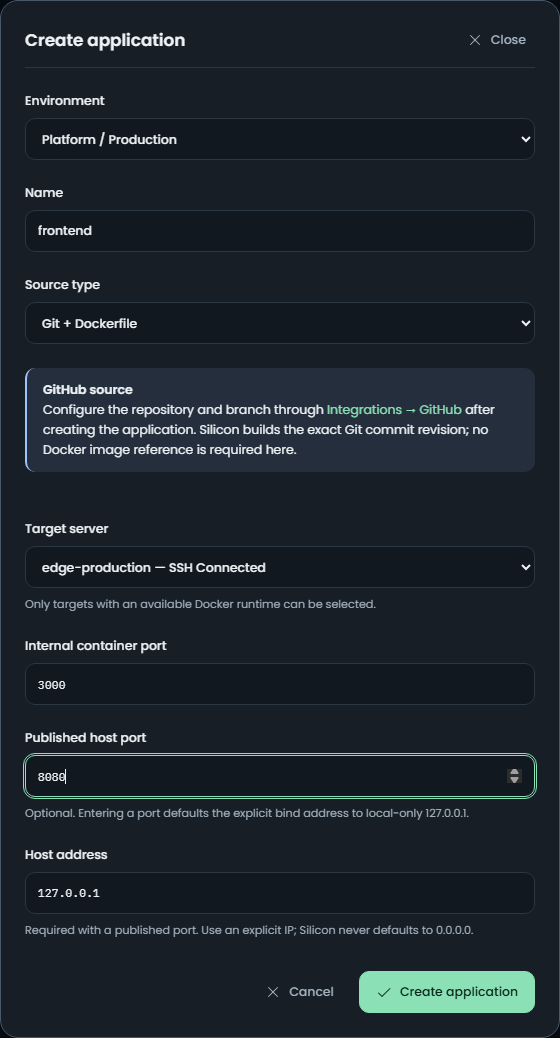 Create application
Close
Environment
Platform / Production
Name
frontend
Source type
Git + Dockerfile
GitHub source
Configure the repository and branch through Integrations → GitHub after
creating the application. Silicon builds the exact Git commit revision; no
Docker image reference is required here.
Target server
edge-production — SSH Connected
Only targets with an available Docker runtime can be selected.
Internal container port
3000
Published host port
8080
Optional. Entering a port defaults the explicit bind address to local-only 127.0.0.1.
Host address
127.0.0.1
Required with a published port. Use an explicit IP; Silicon never defaults to 0.0.0.0.
Cancel
Create application